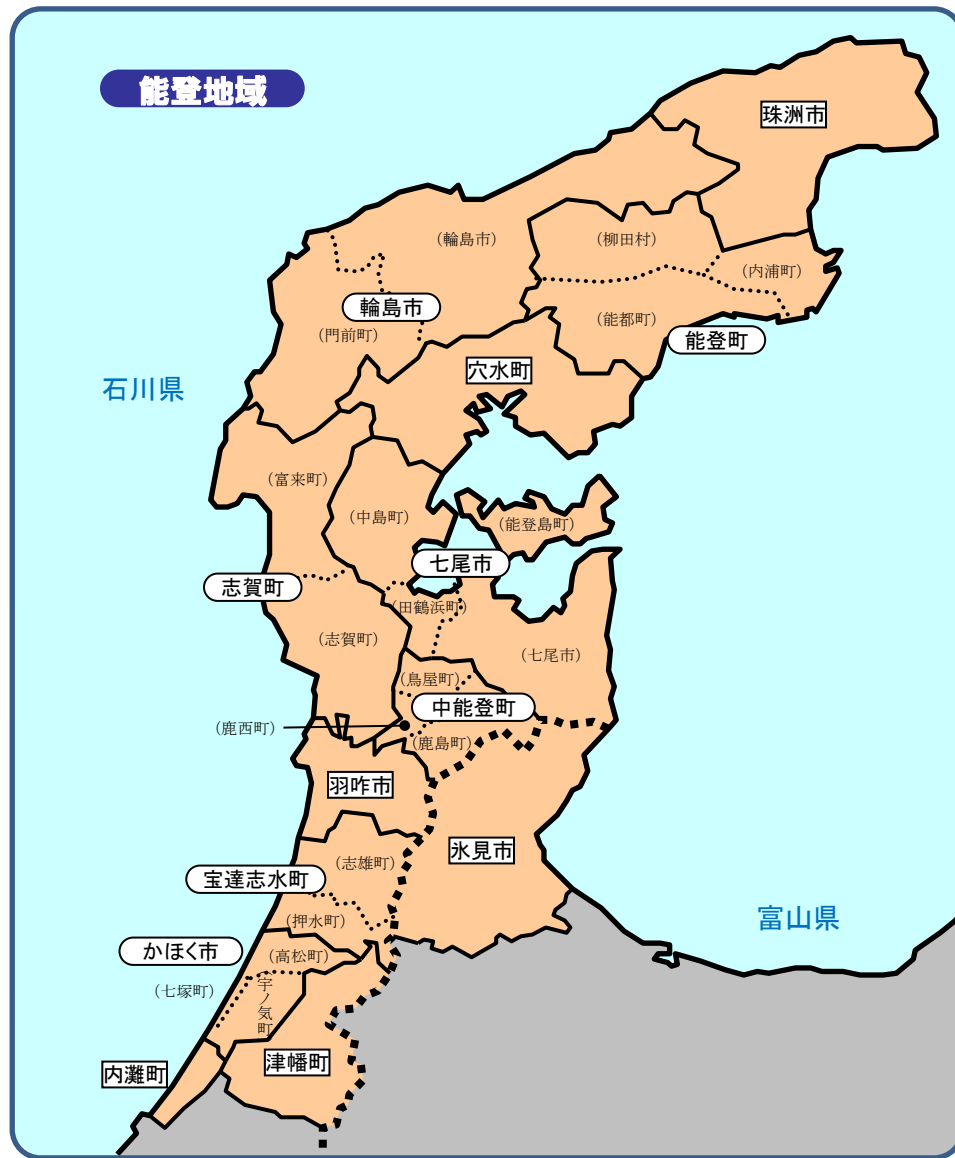 能登地域
珠洲市
(輪島市)
(柳田村)
(内浦町)
輪島市
(門前町)
(能都町)
能登町
穴水町
石川県
(富来町)
(中島町)
(能登島町)
七尾市
志賀町
(田鶴浜町)
(志賀町)
(七尾市)
(鳥屋町)
中能登町
(鹿西町)
(鹿島町)
羽咋市
氷見市
(志雄町)
宝達志水町
(押水町)
富山県
かほく市
(高松町)
(七塚町)
宇ノ気町
津幡町
内灘町